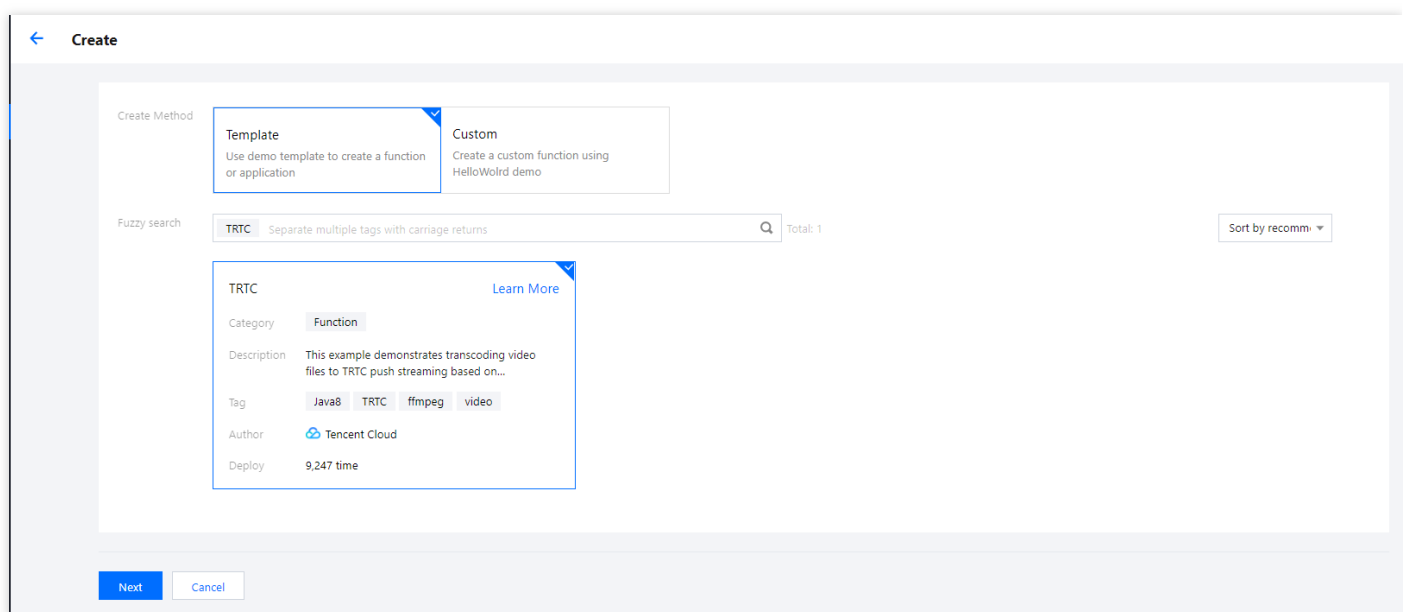 Create
Create Method
Template
Use demo template to create a function
or application
Custom
Create a custom function using
HelloWolrd demo
Fuzzy search
TRTC Separate multiple tags with carriage returns
Total: 1
Sort by recomm
TRTC
Learn More
Category Function
Description This example demonstrates transcoding video
files to TRTC push streaming based on...
Tag Java8 TRTC ffmpeg video
Author Tencent Cloud
Deploy 9,247 time
Next Cancel